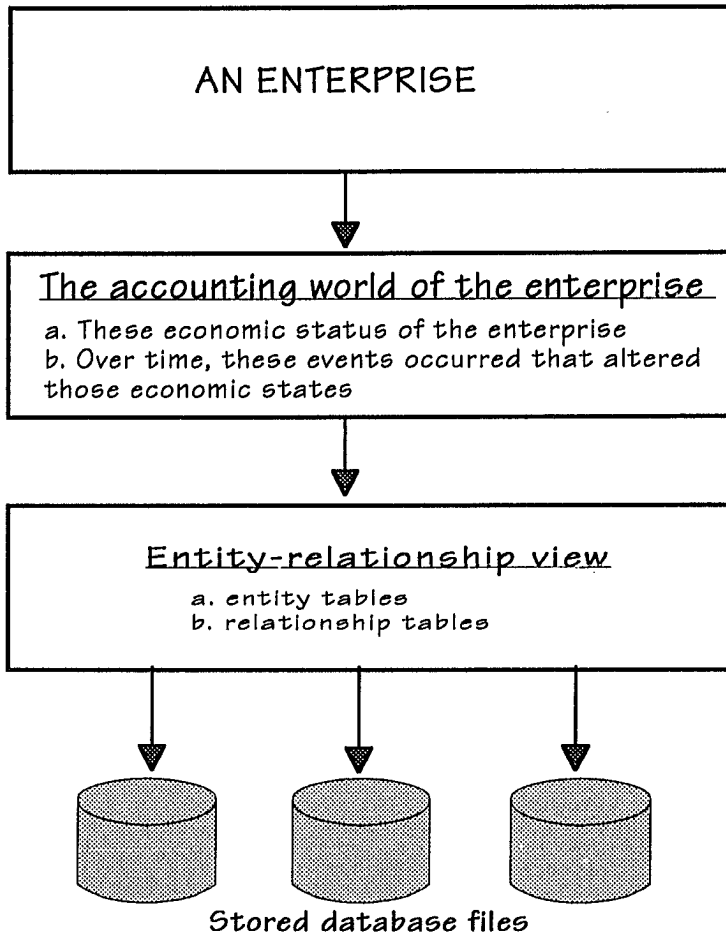 AN ENTERPRISE
The accounting world of the enterprise
a. These economic status of the enterprise
b. Over time, these events occurred that altered
those economic states
Entity-relationship view
a. entity tables
b. relationship tables
Stored database files